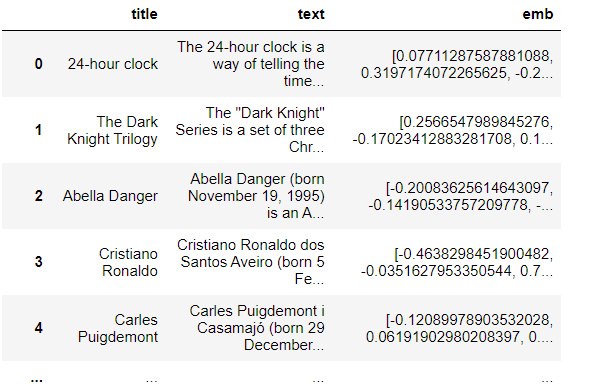 title text emb
0 24-hour clock The 24-hour clock is a way of telling the time... [0.07711287587881088, 0.3197174072265625, -0.2...
1 The Dark Knight Trilogy The "Dark Knight" Series is a set of three Chr... [0.2566547989845276, -0.17023412883281708, 0.1...
2 Abella Danger Abella Danger (born November 19, 1995) is an A... [-0.20083625614643097, -0.14190533757209778, -...
3 Cristiano Ronaldo Cristiano Ronaldo dos Santos Aveiro (born 5 Fe... [-0.4638298451900482, -0.0351627953350544, 0.7...
4 Carles Puigdemont Carles Puigdemont i Casamajó (born 29 December... [-0.12089978903532028, 0.06191902980208397, 0....
... ... ... ...